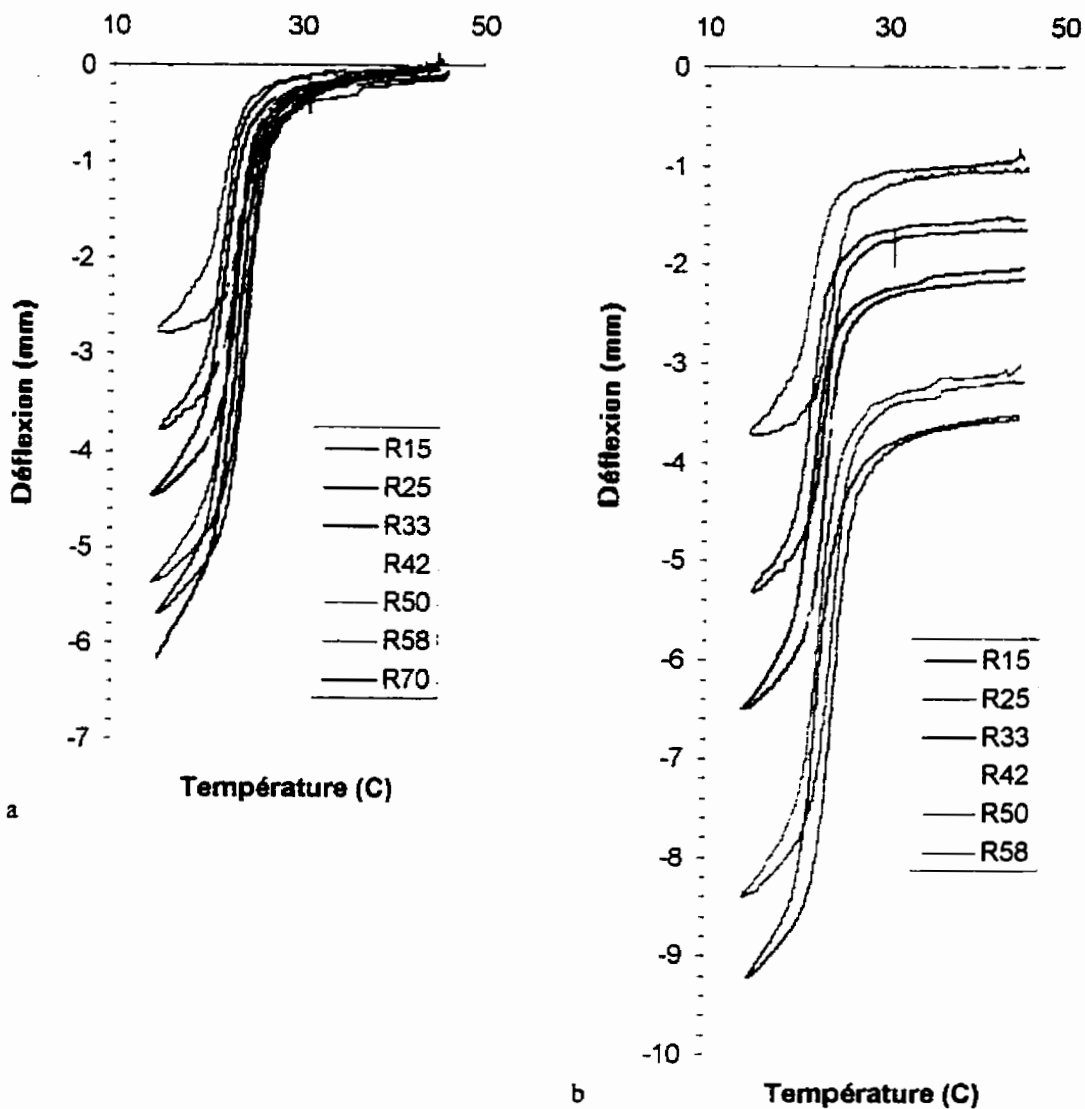 10 30 50
0
-1
-2
-3
-4
-5
-6
-7
Déflexion (mm)
R15
R25
R33
R42
R50
R58
R70
Température (C)
a
10 30 50
0
-1
-2
-3
-4
-5
-6
-7
-8
-9
-10
Déflexion (mm)
R15
R25
R33
R42
R50
R58
b
Température (C)